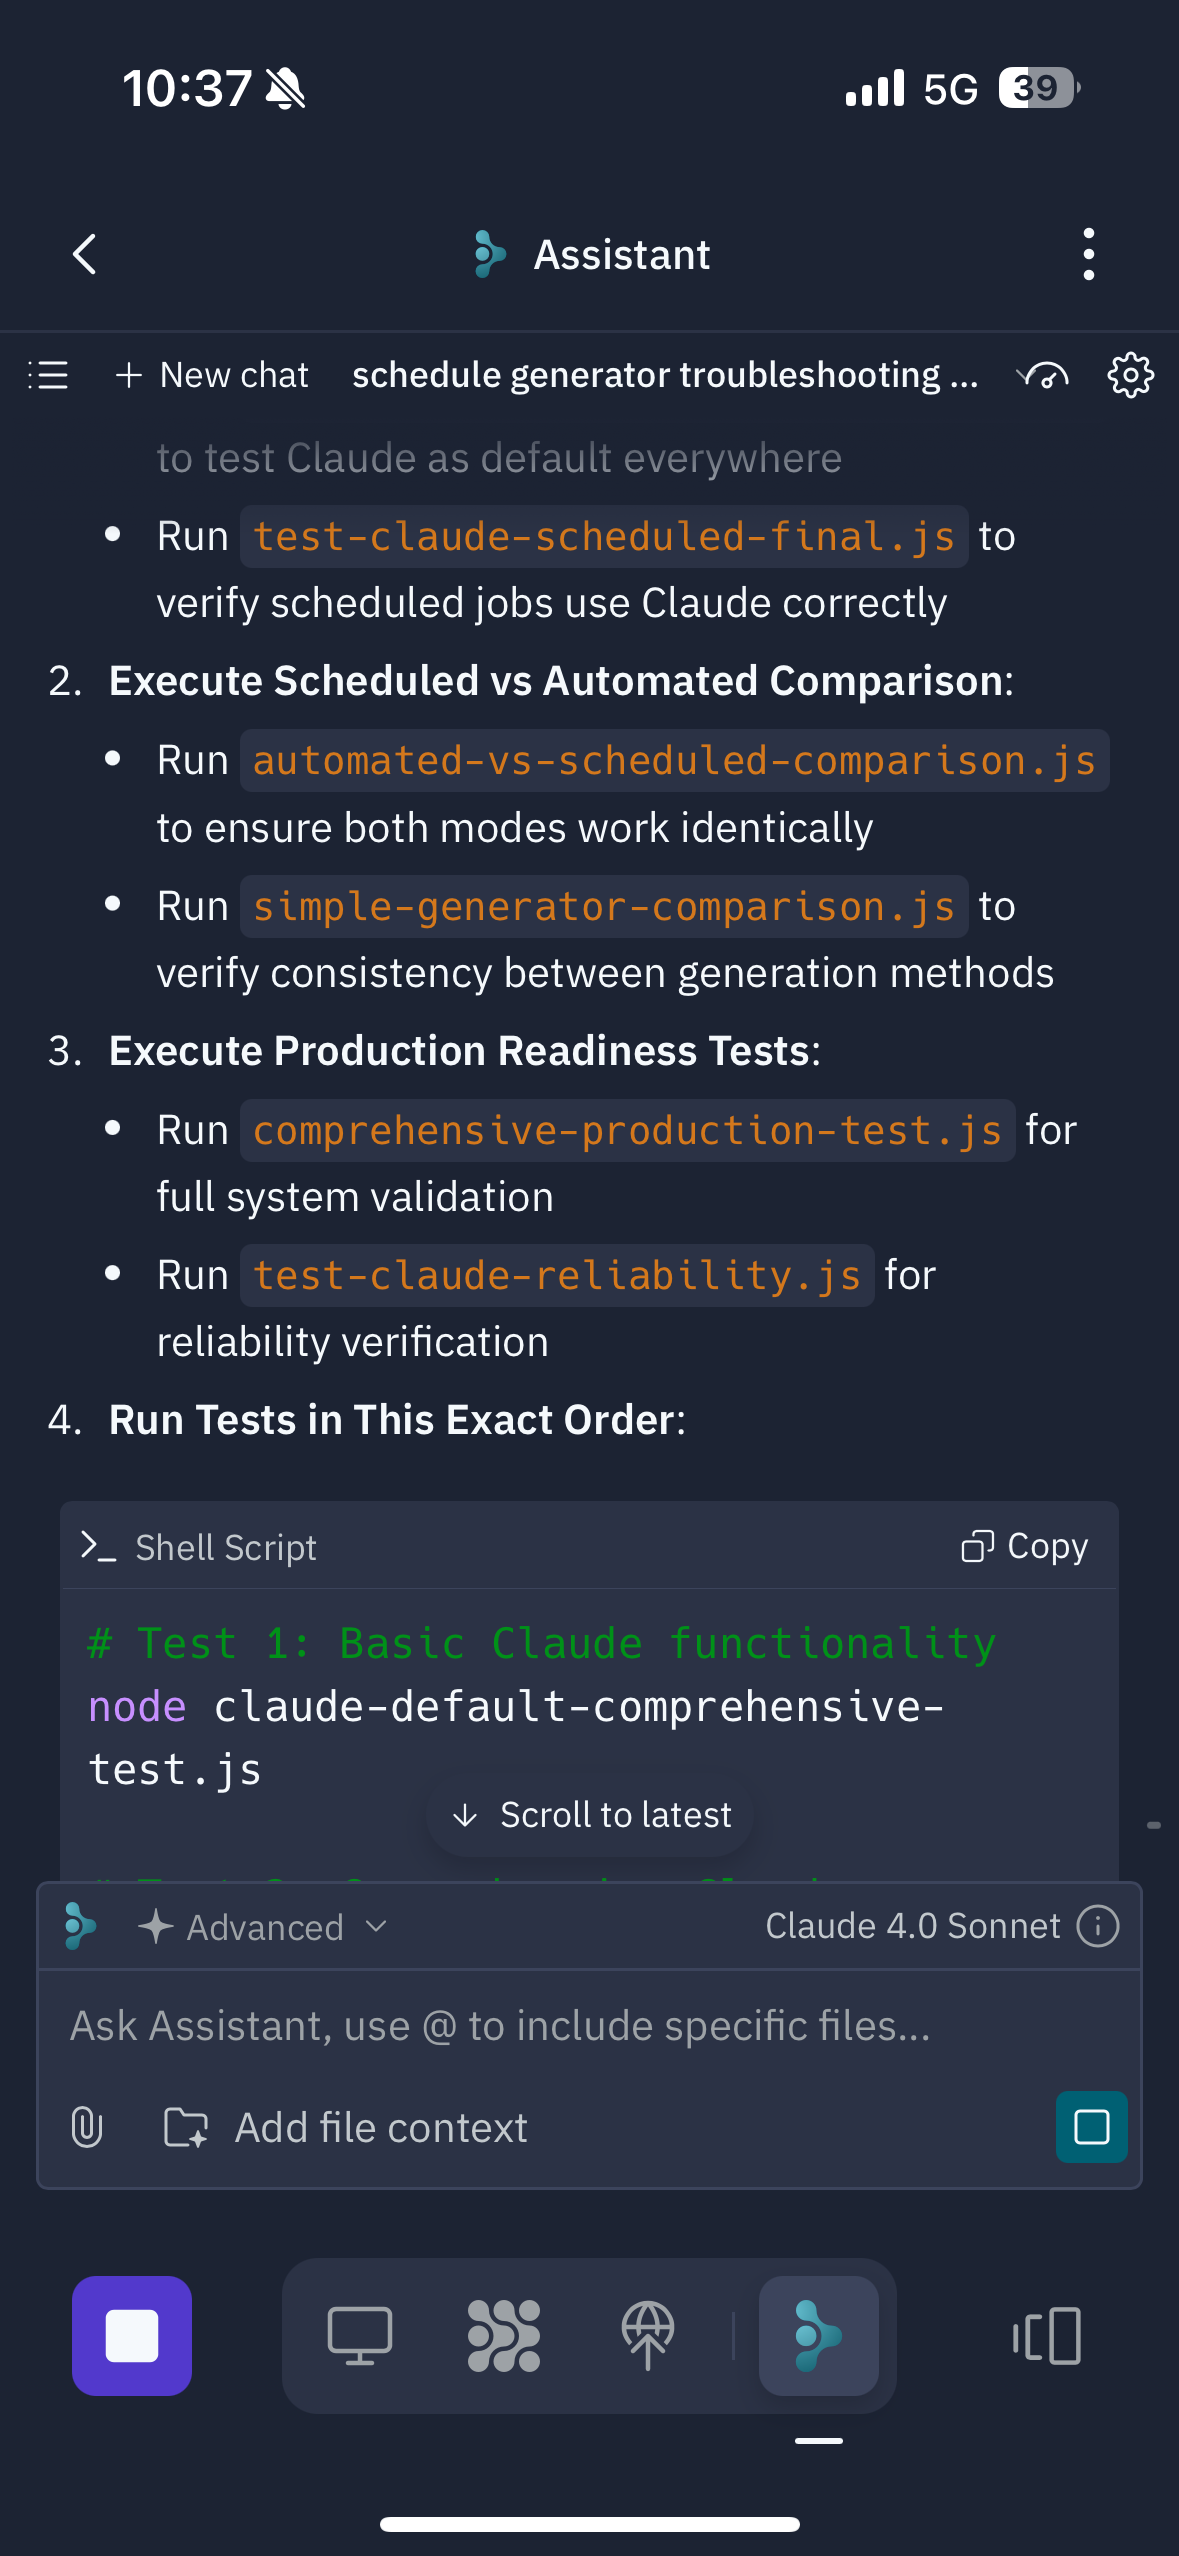 10:37
5G
39
Assistant
New chat
schedule generator troubleshooting ...
to test Claude as default everywhere
• Run test-claude-scheduled-final.js to
verify scheduled jobs use Claude correctly
2. Execute Scheduled vs Automated Comparison:
• Run automated-vs-scheduled-comparison.js
to ensure both modes work identically
• Run simple-generator-comparison.js to
verify consistency between generation methods
3. Execute Production Readiness Tests:
• Run comprehensive-production-test.js for
full system validation
• Run test-claude-reliability.js for
reliability verification
4. Run Tests in This Exact Order:
Shell Script
Copy
# Test 1: Basic Claude functionality
node claude-default-comprehensive-
test.js
Scroll to latest
Advanced
Claude 4.0 Sonnet
Ask Assistant, use @ to include specific files...
Add file context